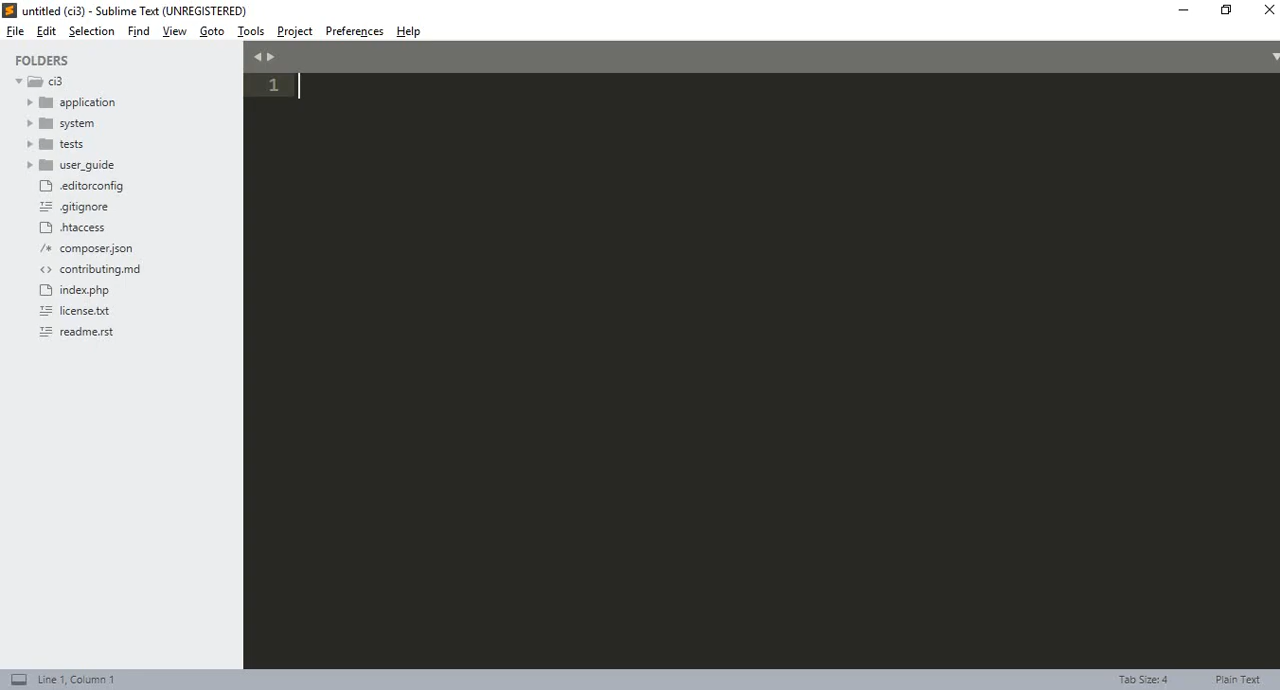 untitled (ci3) - Sublime Text (UNREGISTERED)
File Edit Selection Find View Goto Tools Project Preferences Help
FOLDERS
ci3
application
system
tests
user_guide
.editorconfig
.gitignore
.htaccess
/* composer.json
<> contributing.md
index.php
license.txt
readme.rst
1
Line 1, Column 1
Tab Size: 4
Plain Text